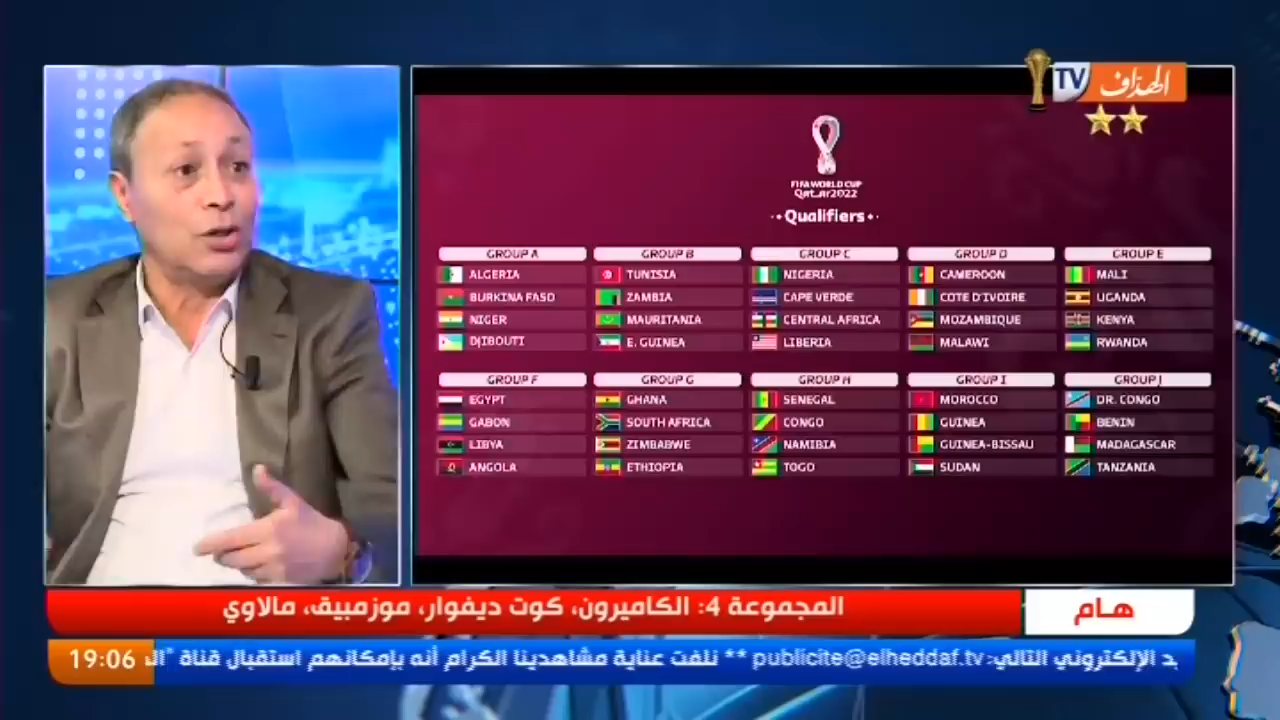 TV الهداف
FIFA WORLD CUP
Qatar2022
Qualifiers
GROUP A
ALGERIA
BURKINA FASO
NIGER
DJIBOUTI
GROUP B
TUNISIA
ZAMBIA
MAURITANIA
E. GUINEA
GROUP C
NIGERIA
CAPE VERDE
CENTRAL AFRICA
LIBERIA
GROUP D
CAMEROON
COTE D'IVOIRE
MOZAMBIQUE
MALAWI
GROUP E
MALI
UGANDA
KENYA
RWANDA
GROUP F
EGYPT
GABON
LIBYA
ANGOLA
GROUP G
GHANA
SOUTH AFRICA
ZIMBABWE
ETHIOPIA
GROUP H
SENEGAL
CONGO
NAMIBIA
TOGO
GROUP I
MOROCCO
GUINEA
GUINEA-BISSAU
SUDAN
GROUP J
DR. CONGO
BENIN
MADAGASCAR
TANZANIA
هـام
المجموعة 4: الكاميرون، كوت ديفوار، موزمبيق، مالاوي
يد الإلكتروني التالي: publicite@elheddaf.tv ** نلفت عناية مشاهدينا الكرام أنه بإمكانهم استقبال قناة "الـ
19:06